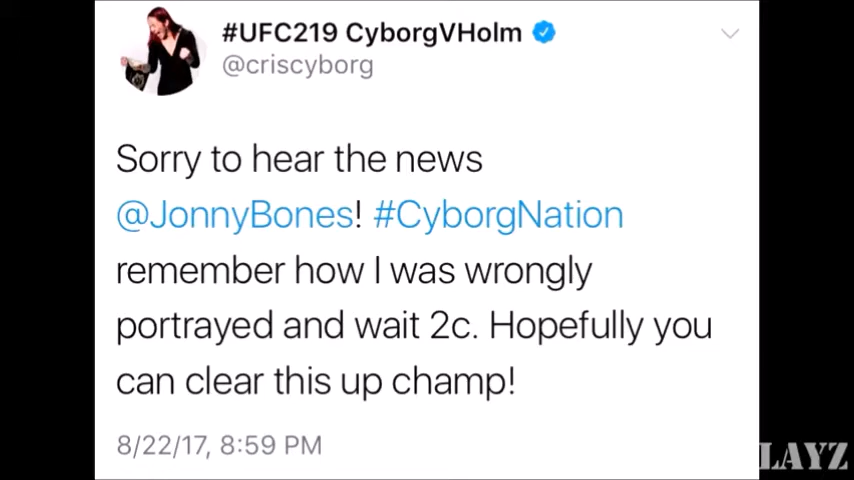 #UFC219 CyborgVHolm
@criscyborg
Sorry to hear the news
@JonnyBones! #CyborgNation
remember how I was wrongly
portrayed and wait 2c. Hopefully you
can clear this up champ!
8/22/17, 8:59 PM
LAYZ